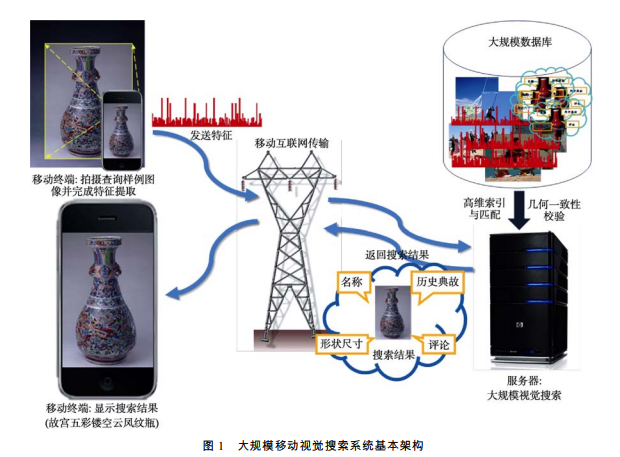 大规模数据库
发送特征
移动互联网传输
移动终端: 拍摄查询样例图
像并完成特征提取
高维索引
与匹配
几何一致性
校验
返回搜索结果
名称
历史典故
形状尺寸
搜索结果
评论
服务器:
大规模视觉搜索
移动终端: 显示搜索结果
(故宫五彩镂空云凤纹瓶)
图 1 大规模移动视觉搜索系统基本架构